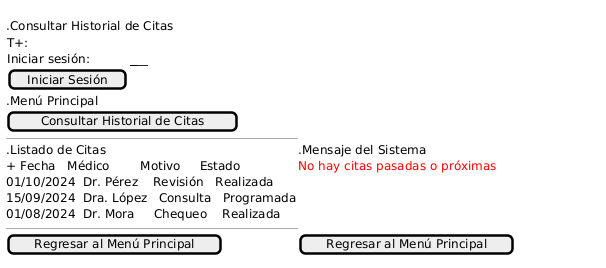 .Consultar Historial de Citas
T+:
Iniciar sesión: __
Iniciar Sesión
.Menú Principal
Consultar Historial de Citas
.Listado de Citas
+ Fecha Médico Motivo Estado
01/10/2024 Dr. Pérez Revisión Realizada
15/09/2024 Dra. López Consulta Programada
01/08/2024 Dr. Mora Chequeo Realizada
Regresar al Menú Principal
.Mensaje del Sistema
No hay citas pasadas o próximas
Regresar al Menú Principal